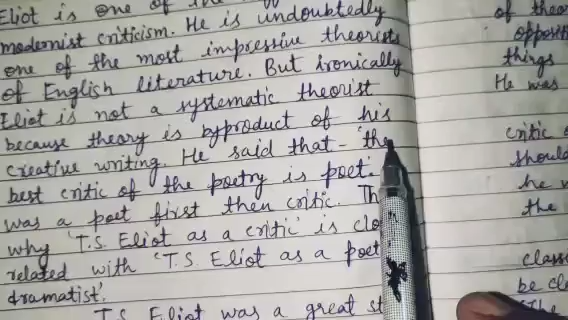 Eliot is one of
modernist criticism. He is undoubtedly
one of the most impressive theorists
of English literature. But ironically
Eliot is not a systematic theorist
because theory is byproduct of his
creative writing. He said that - 'the
best critic of the poetry is poet.'
was a poet first then critic. Th
why 'T.S. Eliot as a critic' is clo
related with 'T.S. Eliot as a poet
dramatist'.
T.S. Eliot was a great st
of theor
opposit
things
He was
critic
should
he w
the
class
be cl
'The